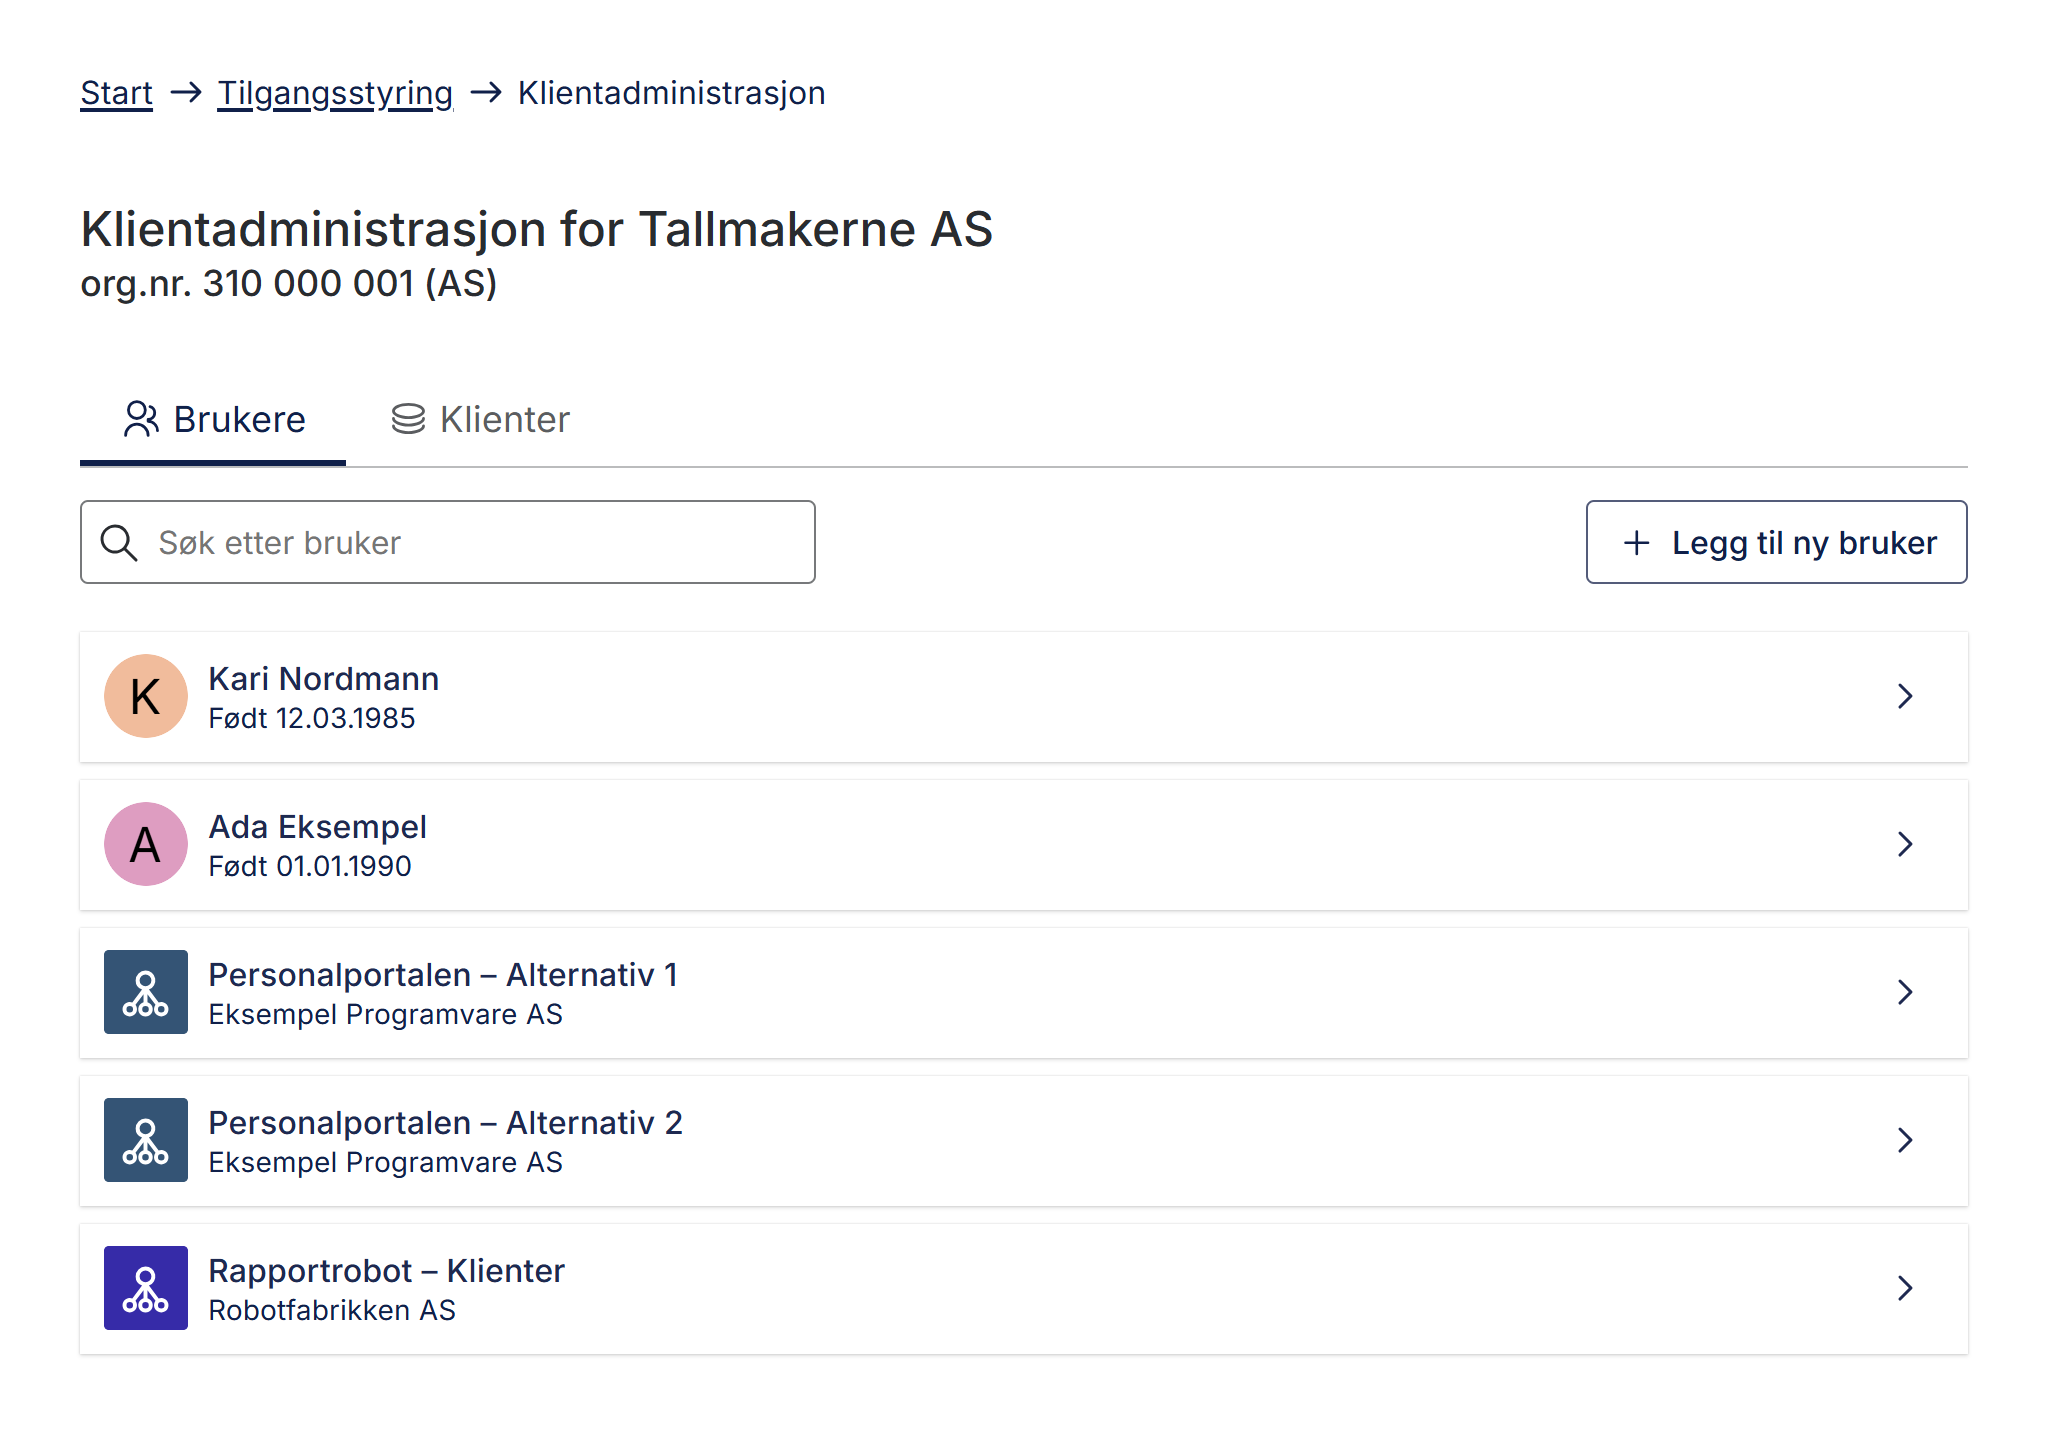 Start → Tilgangsstyring → Klientadministrasjon
Klientadministrasjon for Tallmakerne AS
org.nr. 310 000 001 (AS)
Brukere Klienter
Søk etter bruker
+ Legg til ny bruker
K
Kari Nordmann
Født 12.03.1985
A
Ada Eksempel
Født 01.01.1990
Personalportalen – Alternativ 1
Eksempel Programvare AS
Personalportalen – Alternativ 2
Eksempel Programvare AS
Rapportrobot – Klienter
Robotfabrikken AS